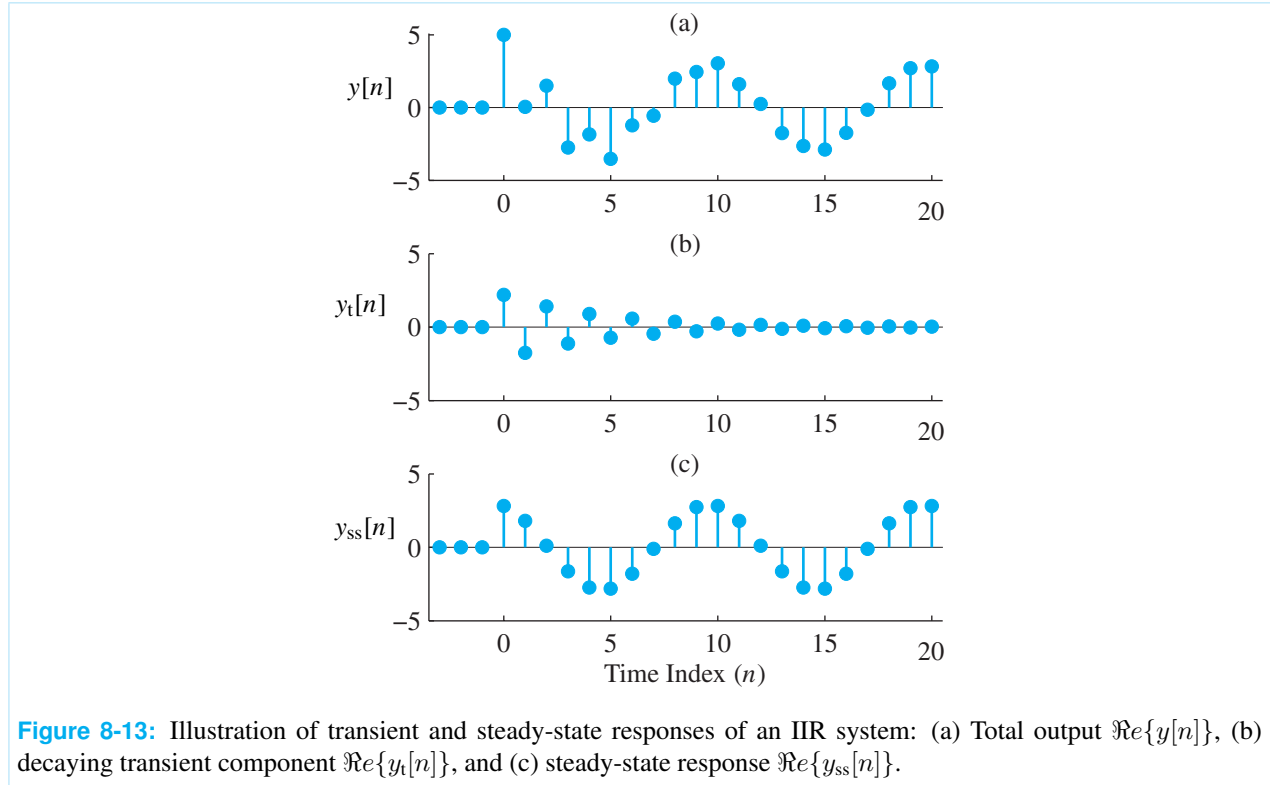 (a)
5
y[n]
0
−5
0 5 10 15 20
(b)
5
yt[n]
0
−5
0 5 10 15 20
(c)
5
yss[n]
0
−5
0 5 10 15 20
Time Index (n)
Figure 8-13: Illustration of transient and steady-state responses of an IIR system: (a) Total output ℜe{y[n]}, (b)
decaying transient component ℜe{yt[n]}, and (c) steady-state response ℜe{yss[n]}.